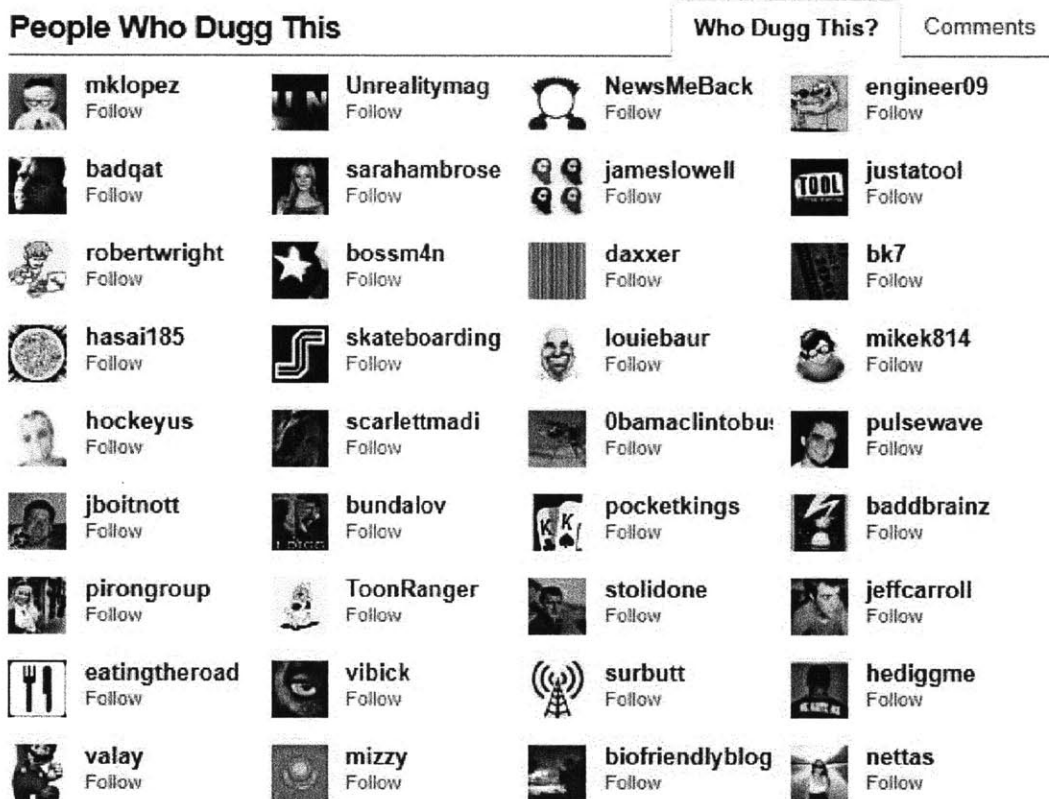 People Who Dugg This
Who Dugg This?
Comments
mklopez
Follow
Unrealitymag
Follow
NewsMeBack
Follow
engineer09
Follow
badqat
Follow
sarahambrose
Follow
jameslowell
Follow
TOOL
justatool
Follow
robertwright
Follow
bossm4n
Follow
daxxer
Follow
bk7
Follow
hasai185
Follow
skateboarding
Follow
louiebaur
Follow
mikek814
Follow
hockeyus
Follow
scarlettmadi
Follow
0bamaclintobu
Follow
pulsewave
Follow
jboitnott
Follow
I DIGG
bundalov
Follow
K K
pocketkings
Follow
baddbrainz
Follow
pirongroup
Follow
ToonRanger
Follow
stolidone
Follow
jeffcarroll
Follow
eatingtheroad
Follow
vibick
Follow
surbutt
Follow
hediggme
Follow
valay
Follow
mizzy
Follow
biofriendlyblog
Follow
nettas
Follow